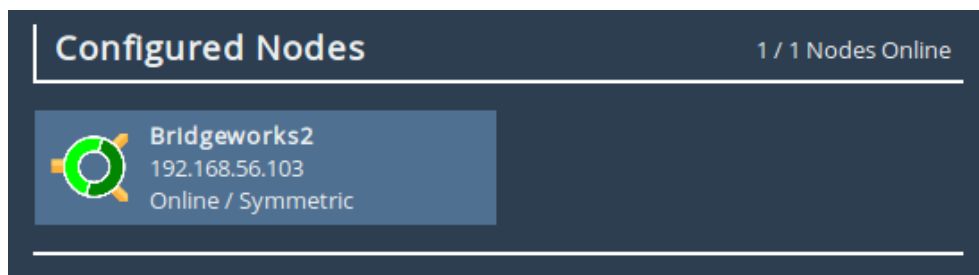 Configured Nodes
1 / 1 Nodes Online
Bridgeworks2
192.168.56.103
Online / Symmetric